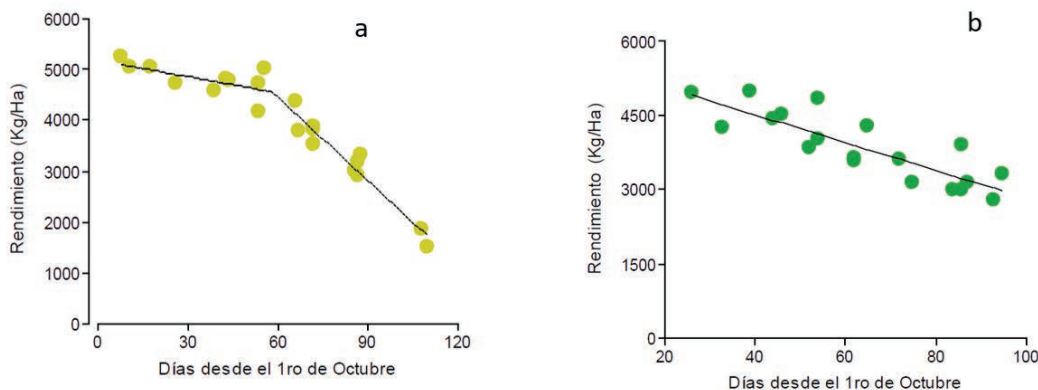 a
6000
5000
4000
3000
2000
1000
0
Rendimiento (Kg/Ha)
0 30 60 90 120
Días desde el 1ro de Octubre
b
6000
4500
3000
1500
0
Rendimiento (Kg/Ha)
20 40 60 80 100
Días desde el 1ro de Octubre